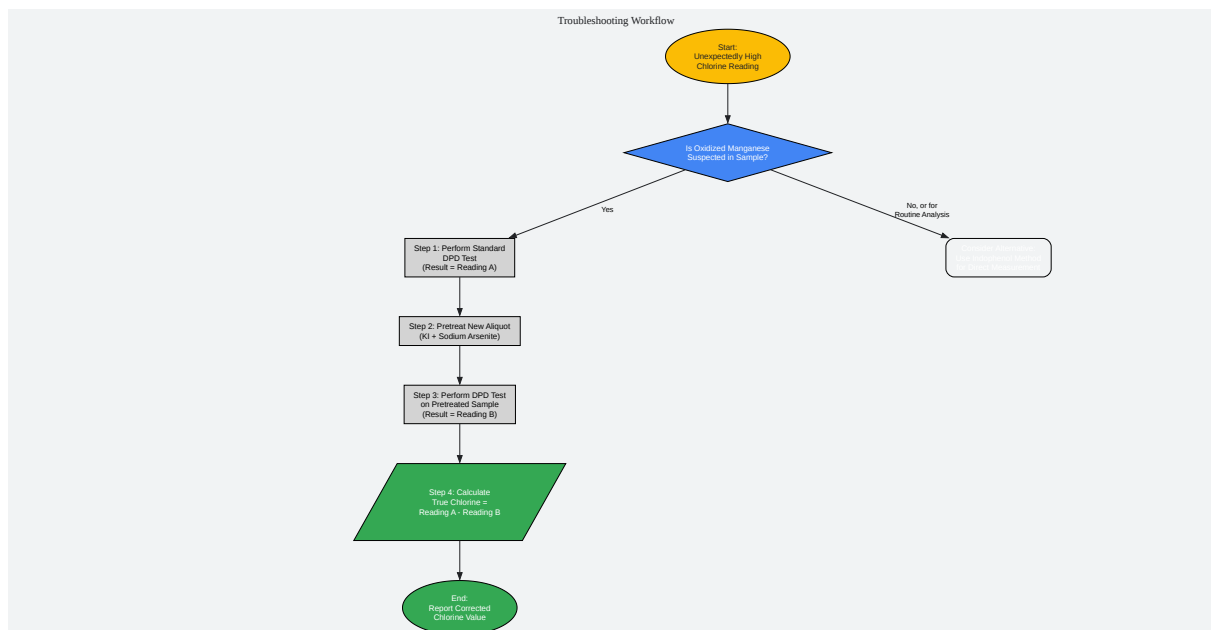 Troubleshooting Workflow
Start:
Unexpectedly High
Chlorine Reading
Is Oxidized Manganese
Suspected in Sample?
Yes
No, or for
Routine Analysis
Step 1: Perform Standard
DPD Test
(Result = Reading A)
Step 2: Pretreat New Aliquot
(KI + Sodium Arsenite)
Step 3: Perform DPD Test
on Pretreated Sample
(Result = Reading B)
Step 4: Calculate
True Chlorine =
Reading A - Reading B
End:
Report Corrected
Chlorine Value